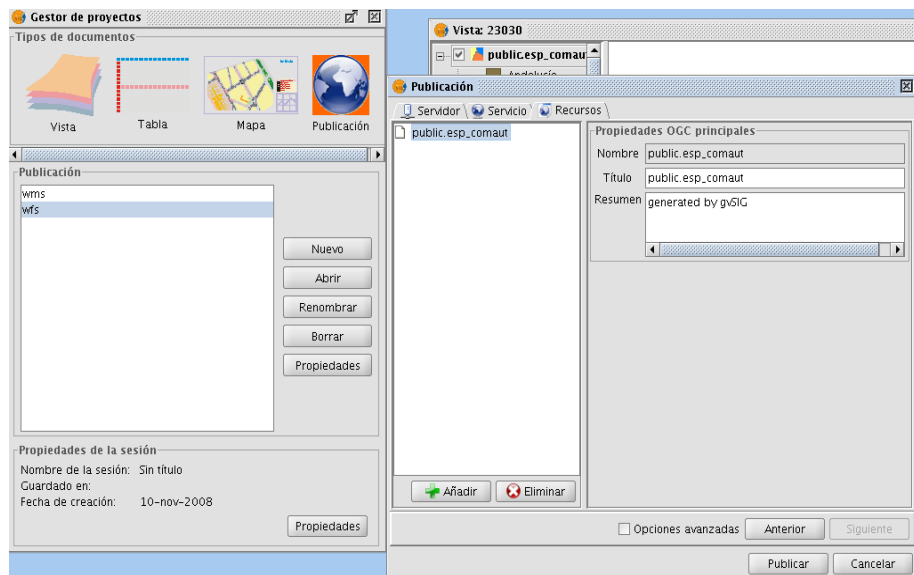 Gestor de proyectos
Tipos de documentos
Vista
Tabla
Mapa
Publicación
Publicación
wms
wfs
Nuevo
Abrir
Renombrar
Borrar
Propiedades
Propiedades de la sesión
Nombre de la sesión: Sin título
Guardado en:
Fecha de creación: 10-nov-2008
Propiedades
Vista: 23030
public.esp_comau
Andalucía
Publicación
Servidor
Servicio
Recursos
public.esp_comaut
Propiedades OGC principales
Nombre public.esp_comaut
Título public.esp_comaut
Resumen generated by gvSIG
Añadir
Eliminar
Opciones avanzadas
Anterior
Siguiente
Publicar
Cancelar